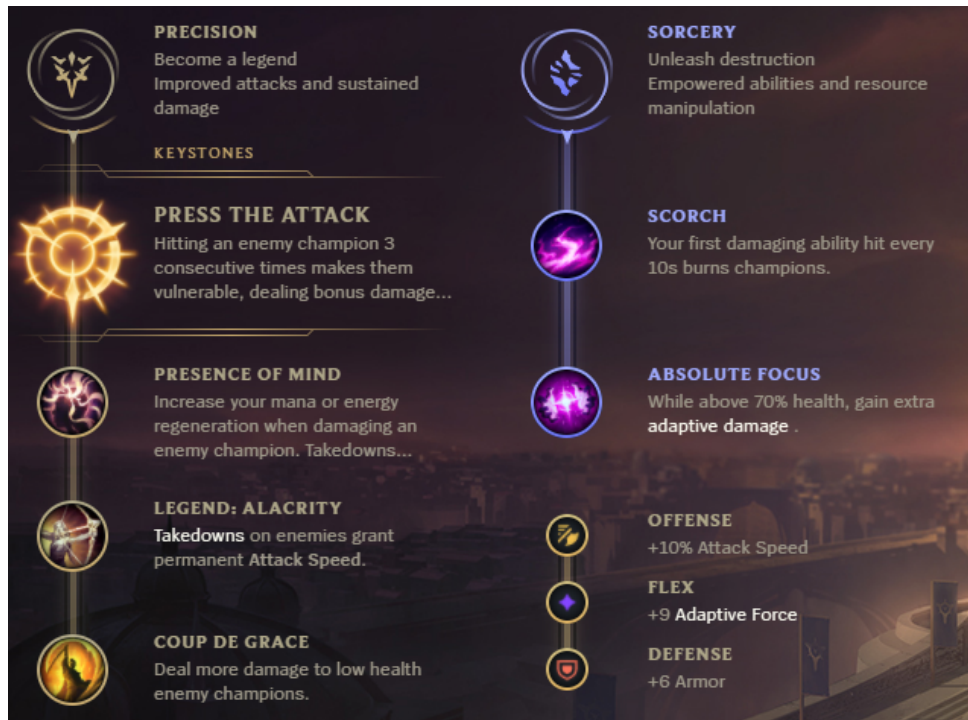 PRECISION
Become a legend
Improved attacks and sustained
damage
KEYSTONES
PRESS THE ATTACK
Hitting an enemy champion 3
consecutive times makes them
vulnerable, dealing bonus damage...
PRESENCE OF MIND
Increase your mana or energy
regeneration when damaging an
enemy champion. Takedowns...
LEGEND: ALACRITY
Takedowns on enemies grant
permanent Attack Speed.
COUP DE GRACE
Deal more damage to low health
enemy champions.
SORCERY
Unleash destruction
Empowered abilities and resource
manipulation
SCORCH
Your first damaging ability hit every
10s burns champions.
ABSOLUTE FOCUS
While above 70% health, gain extra
adaptive damage .
OFFENSE
+10% Attack Speed
FLEX
+9 Adaptive Force
DEFENSE
+6 Armor